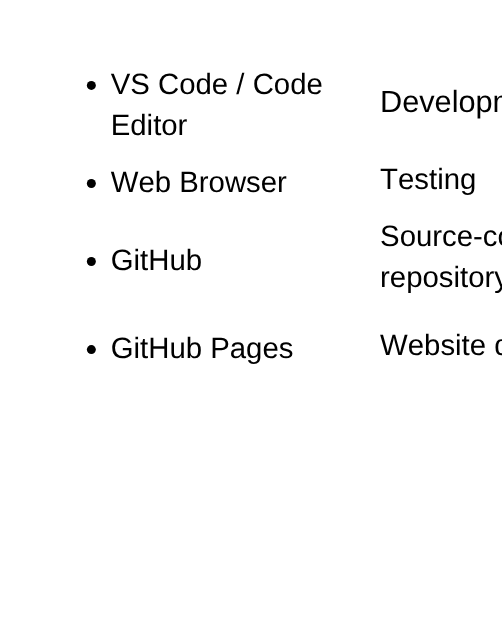 • VS Code / Code
Editor
• Web Browser
Testing
• GitHub
• GitHub Pages
Website